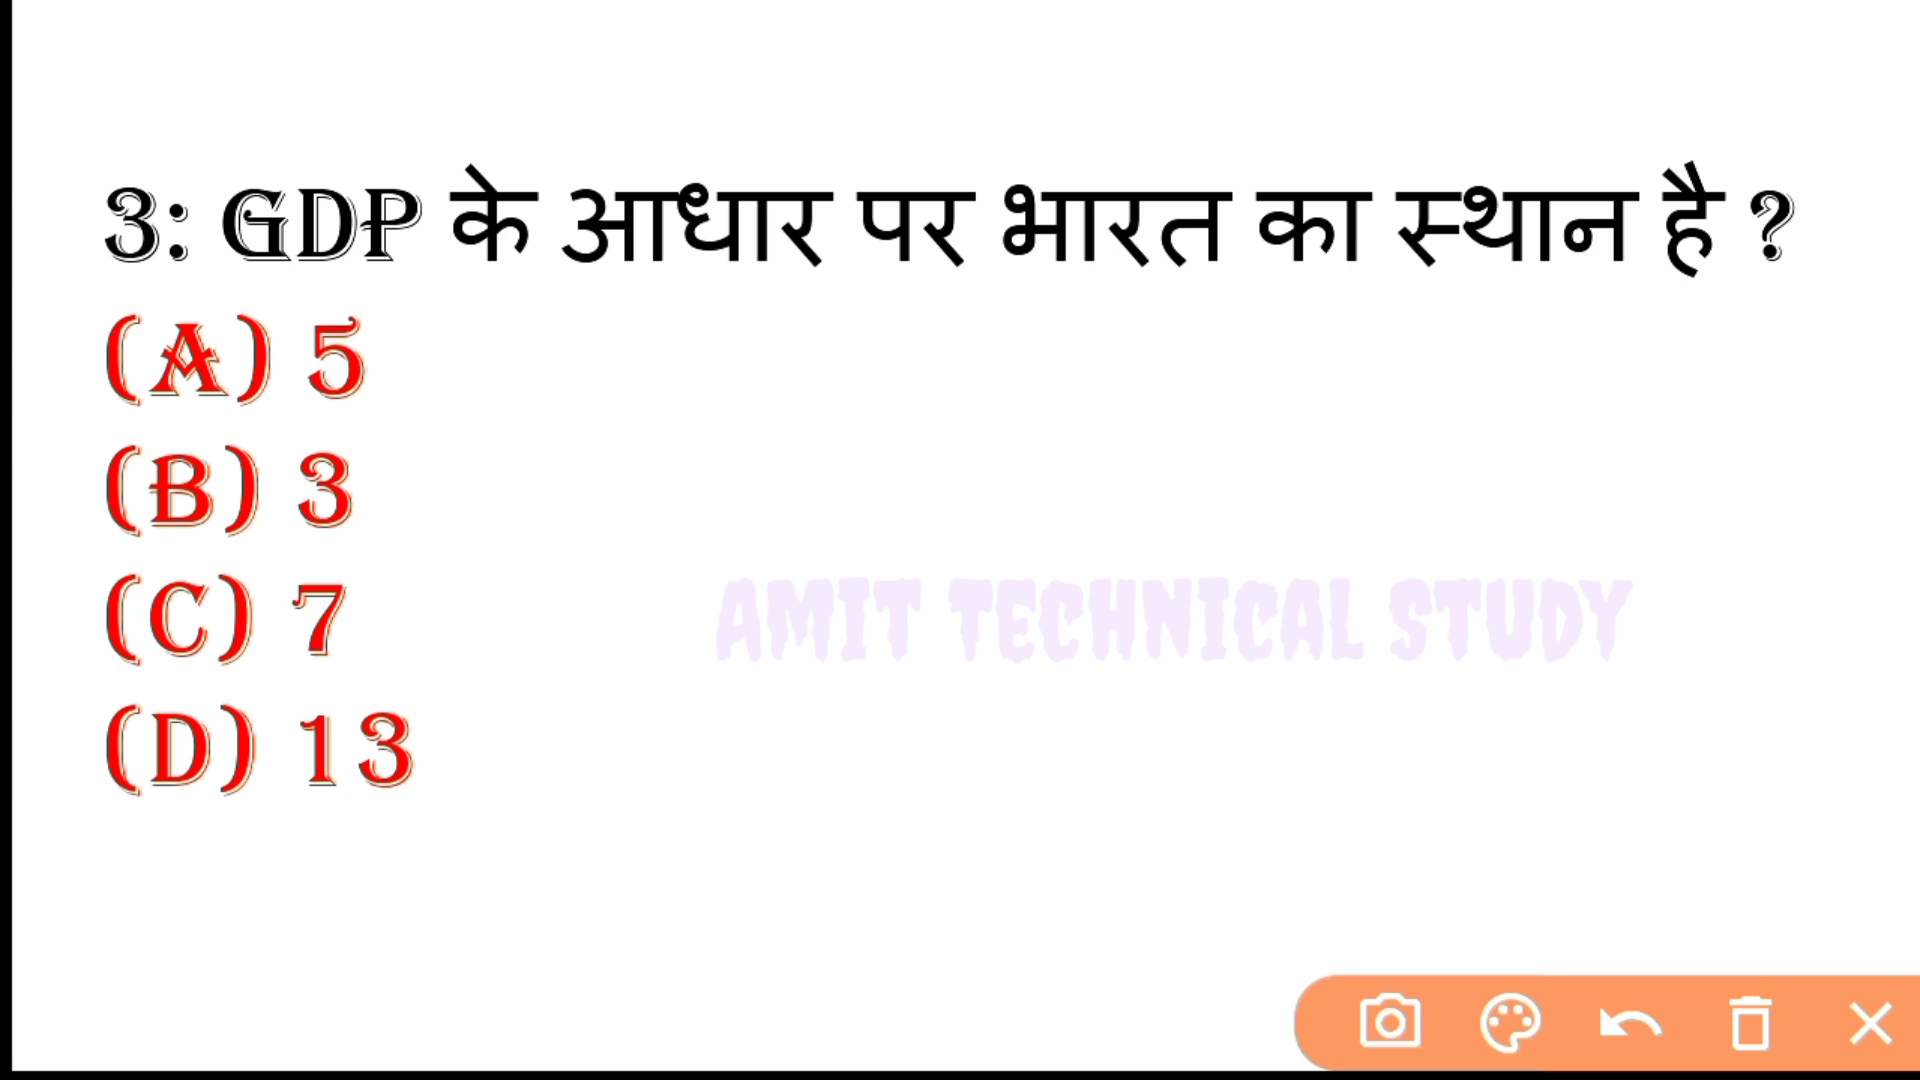 3: GDP के आधार पर भारत का स्थान है ?
(A) 5
(B) 3
(C) 7
AMIT TECHNICAL STUDY
(D) 13